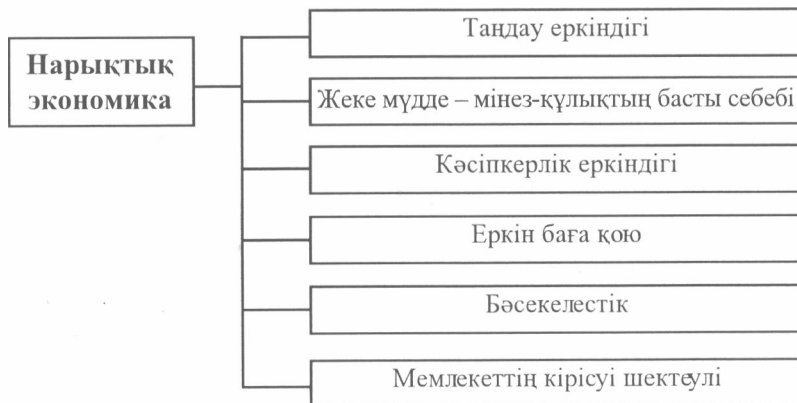 Нарықтық
экономика
Таңдау еркіндігі
Жеке мүдде – мінез-құлықтың басты себебі
Кәсіпкерлік еркіндігі
Еркін баға қою
Бәсекелестік
Мемлекеттің кірісуі шектеулі